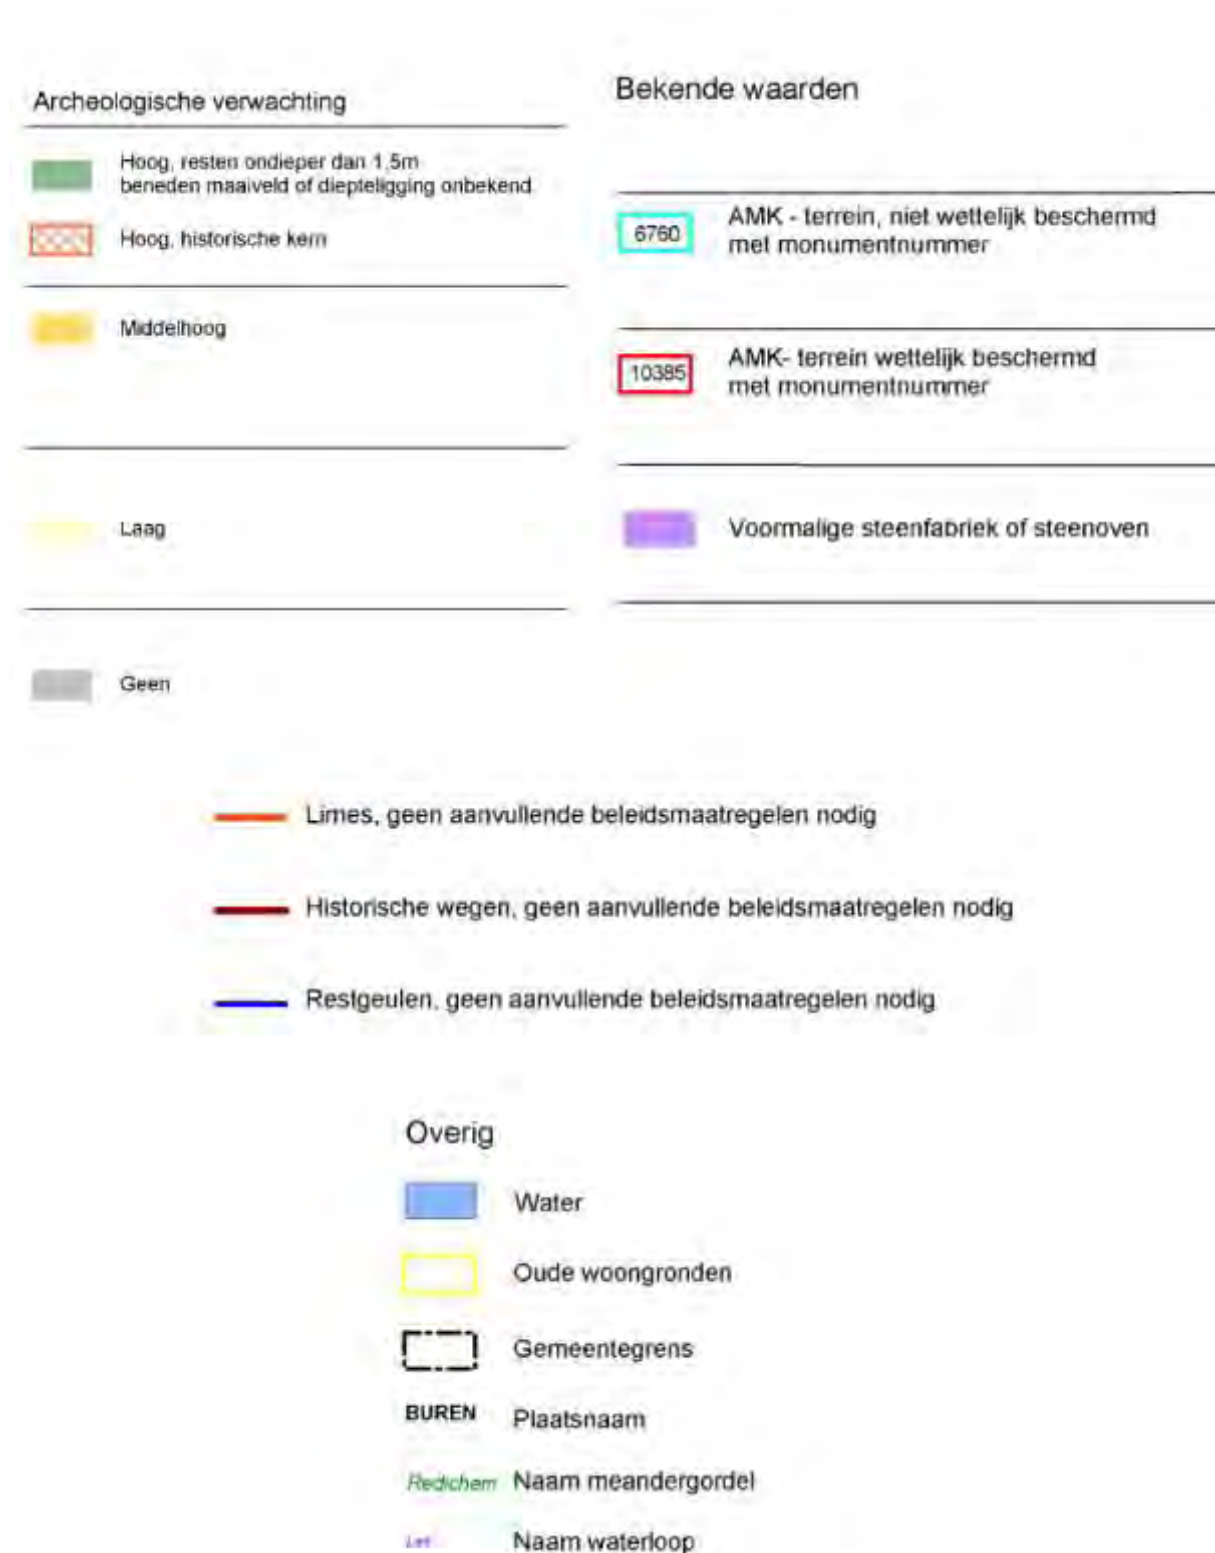 Archeologische verwachting
Hoog, resten ondieper dan 1.5m
beneden maaiveld of diepteligging onbekend
Hoog, historische kern
Middelhoog
Laag
Geen
Bekende waarden
6760
AMK - terrein, niet wettelijk beschermd
met monumentnummer
10385
AMK- terrein wettelijk beschermd
met monumentnummer
Voormalige steenfabriek of steenoven
Limes, geen aanvullende beleidsmaatregelen nodig
Historische wegen, geen aanvullende beleidsmaatregelen nodig
Restgeulen, geen aanvullende beleidsmaatregelen nodig
Overig
Water
Oude woongronden
Gemeentegrens
BUREN Plaatsnaam
Redichem Naam meandergordel
Naam waterloop